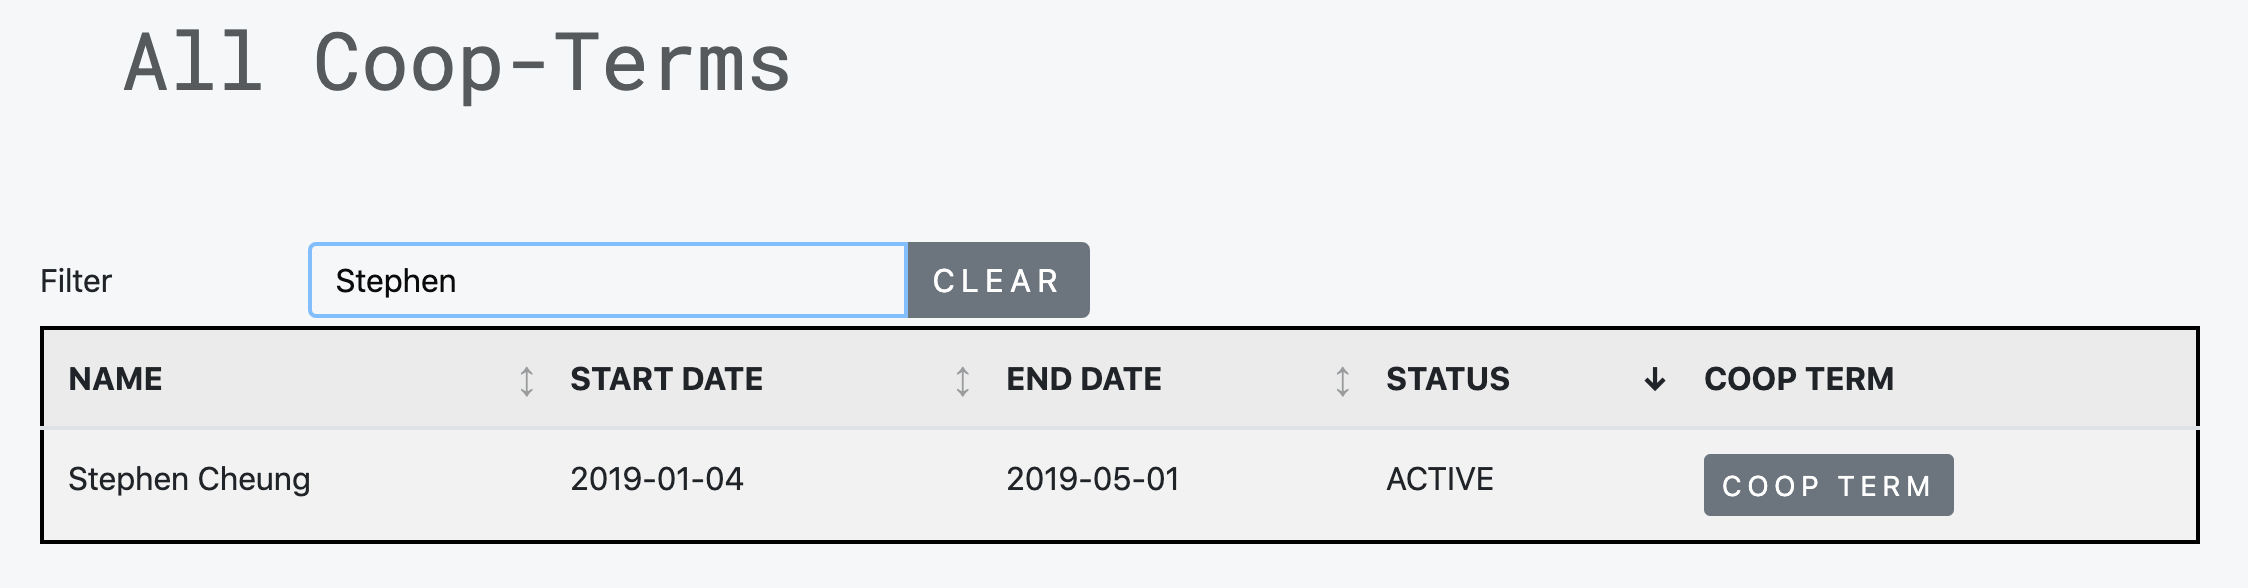 All Coop-Terms
Filter Stephen CLEAR
NAME START DATE END DATE STATUS COOP TERM
Stephen Cheung 2019-01-04 2019-05-01 ACTIVE COOP TERM